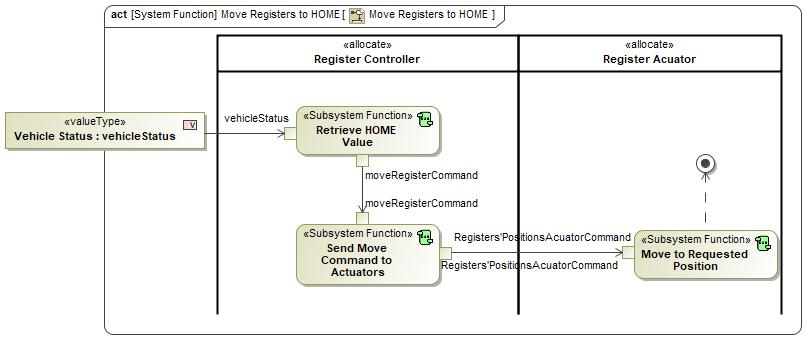 act [System Function] Move Registers to HOME [ Move Registers to HOME ]
«allocate»
Register Controller
«allocate»
Register Acuator
«valueType»
V
Vehicle Status : vehicleStatus
vehicleStatus
«Subsystem Function»
Retrieve HOME
Value
moveRegisterCommand
moveRegisterCommand
«Subsystem Function»
Send Move
Command to
Actuators
Registers'PositionsAcuatorCommand
Registers'PositionsAcuatorCommand
«Subsystem Function»
Move to Requested
Position